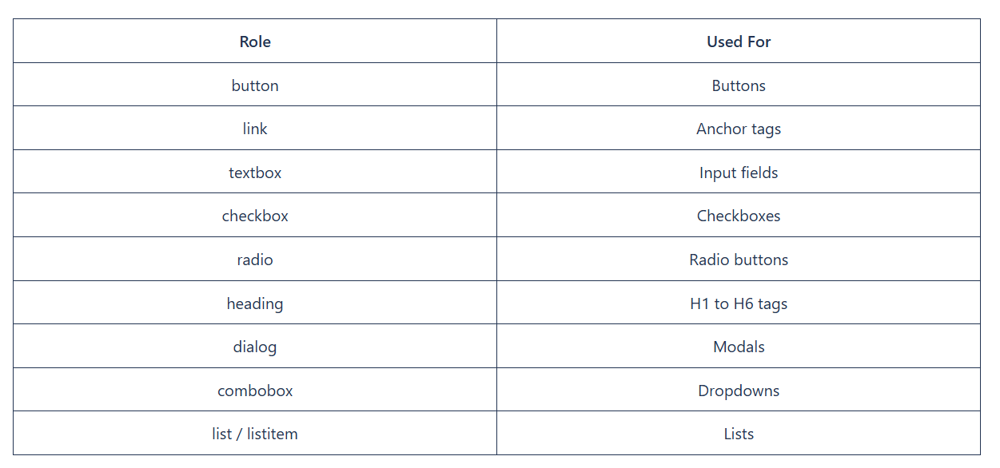 Role Used For
button Buttons
link Anchor tags
textbox Input fields
checkbox Checkboxes
radio Radio buttons
heading H1 to H6 tags
dialog Modals
combobox Dropdowns
list / listitem Lists